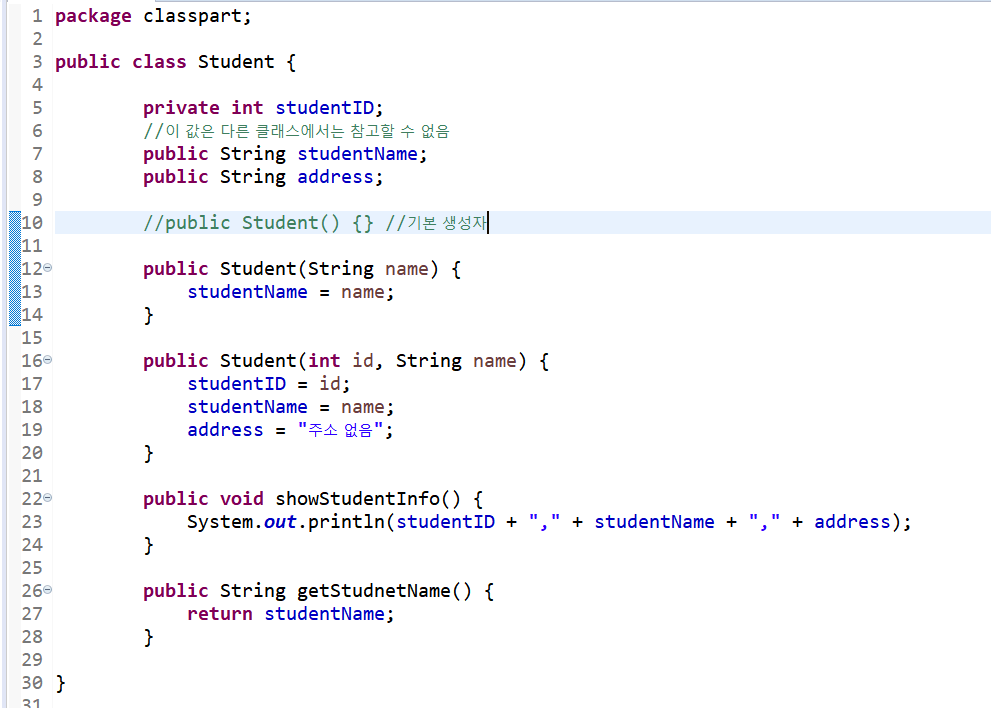 1 package classpart;
2
3 public class Student {
4
5 private int studentID;
6 //이 값은 다른 클래스에서는 참고할 수 없음
7 public String studentName;
8 public String address;
9
10 //public Student() {} //기본 생성자
11
12 public Student(String name) {
13 studentName = name;
14 }
15
16 public Student(int id, String name) {
17 studentID = id;
18 studentName = name;
19 address = "주소 없음";
20 }
21
22 public void showStudentInfo() {
23 System.out.println(studentID + "," + studentName + "," + address);
24 }
25
26 public String getStudnetName() {
27 return studentName;
28 }
29
30 }
31